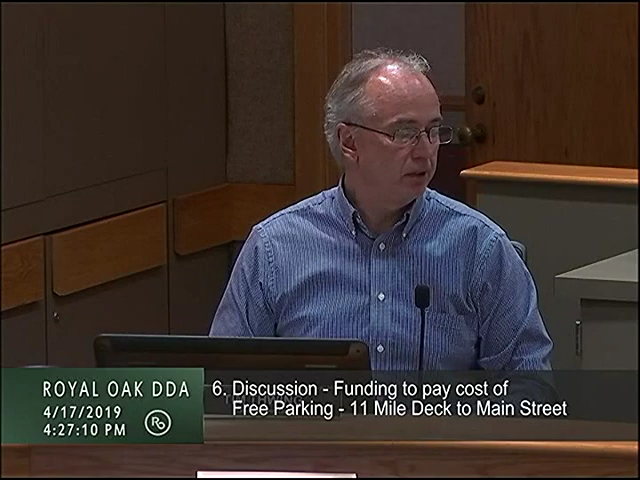 ROYAL OAK DDA
4/17/2019
4:27:10 PM
RO
6. Discussion - Funding to pay cost of
Free Parking - 11 Mile Deck to Main Street